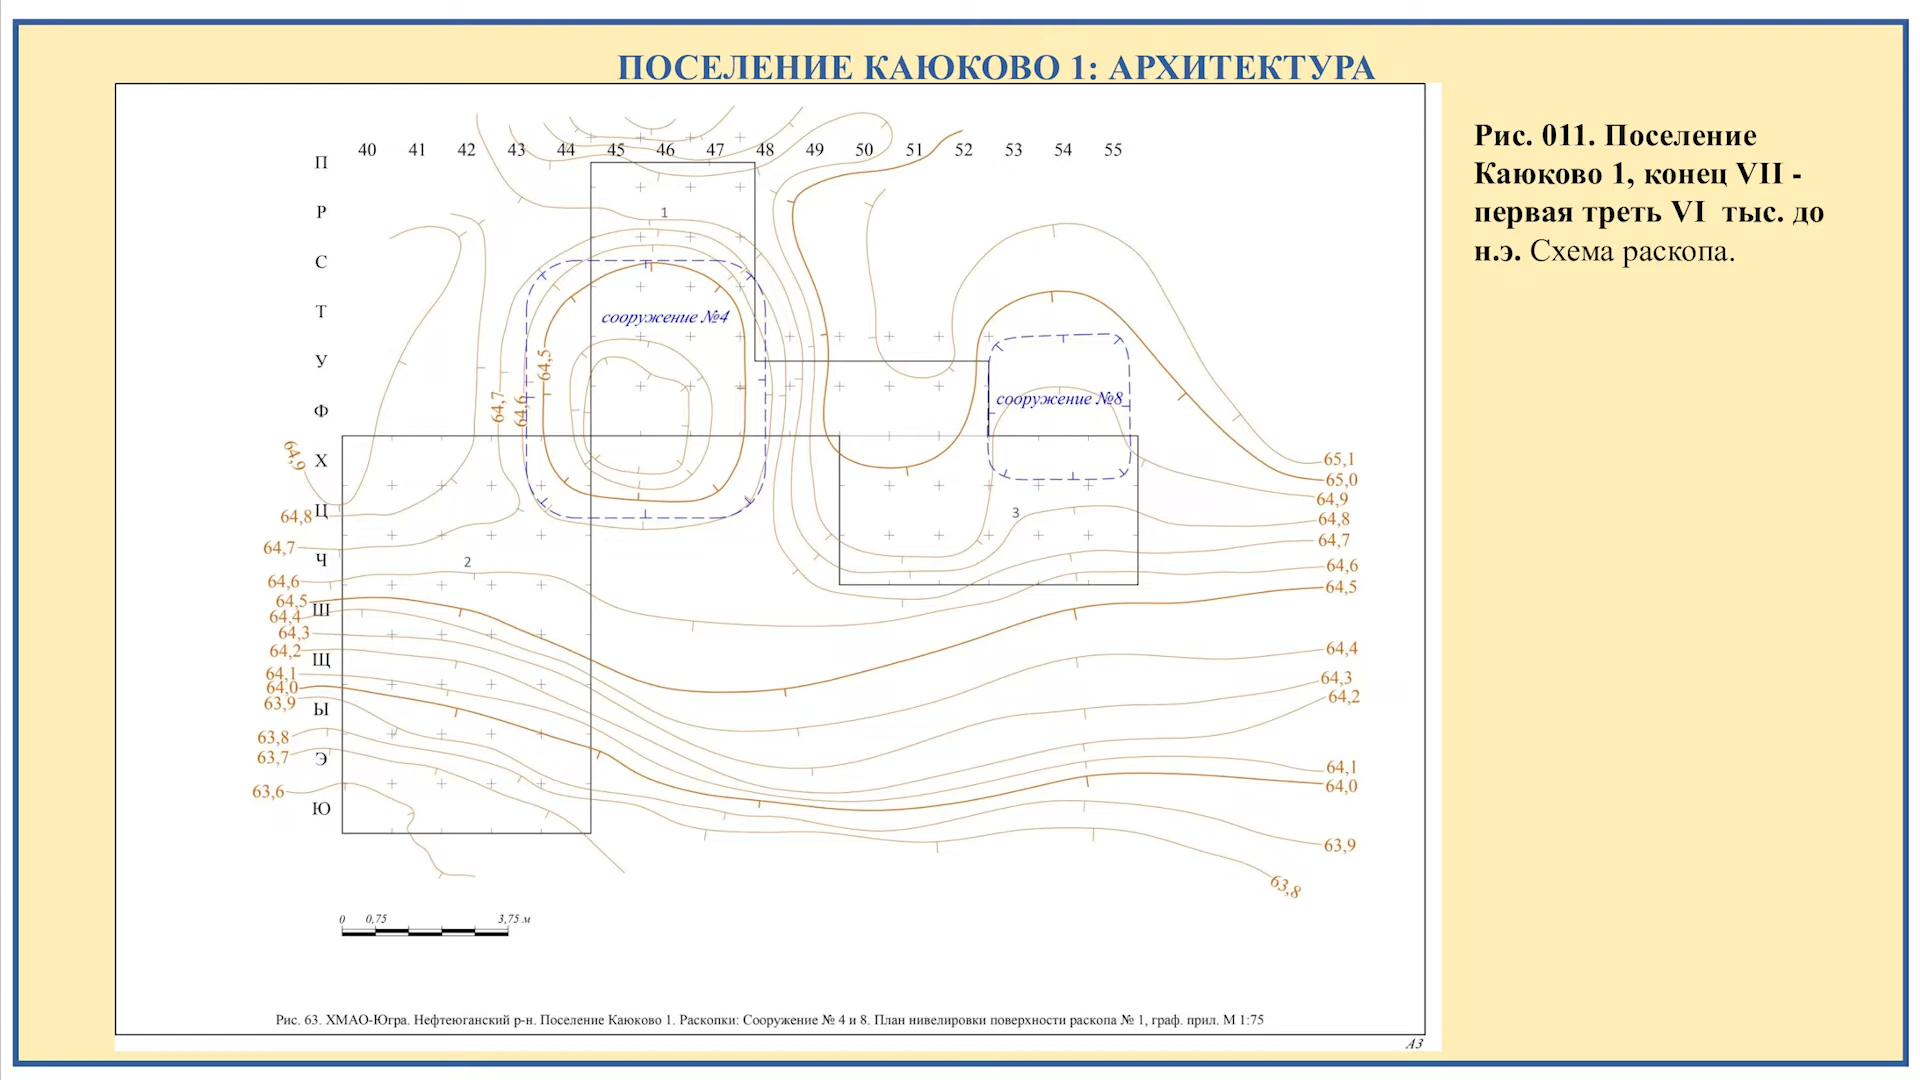 ПОСЕЛЕНИЕ КАЮКОВО 1: АРХИТЕКТУРА
Рис. 011. Поселение
Каюково 1, конец VII -
первая треть VI тыс. до
н.э. Схема раскопа.
40 41 42 43 44 45 46 47 48 49 50 51 52 53 54 55
П
Р
С
Т
У
Ф
Х
Ц
Ч
Ш
Щ
Ы
Э
Ю
1
сооружение №4
сооружение №8
64,5
64,7
64,6
2
3
64,9
64,8
64,7
64,6
64,5
64,4
64,3
64,2
64,1
64,0
63,9
63,8
63,7
63,6
65,1
65,0
64,9
64,8
64,7
64,6
64,5
64,4
64,3
64,2
64,1
64,0
63,9
63,8
0 0,75 3,75 м
Рис. 63. ХМАО-Югра. Нефтеюганский р-н. Поселение Каюково 1. Раскопки: Сооружение № 4 и 8. План нивелировки поверхности раскопа № 1, граф. прил. М 1:75
А3